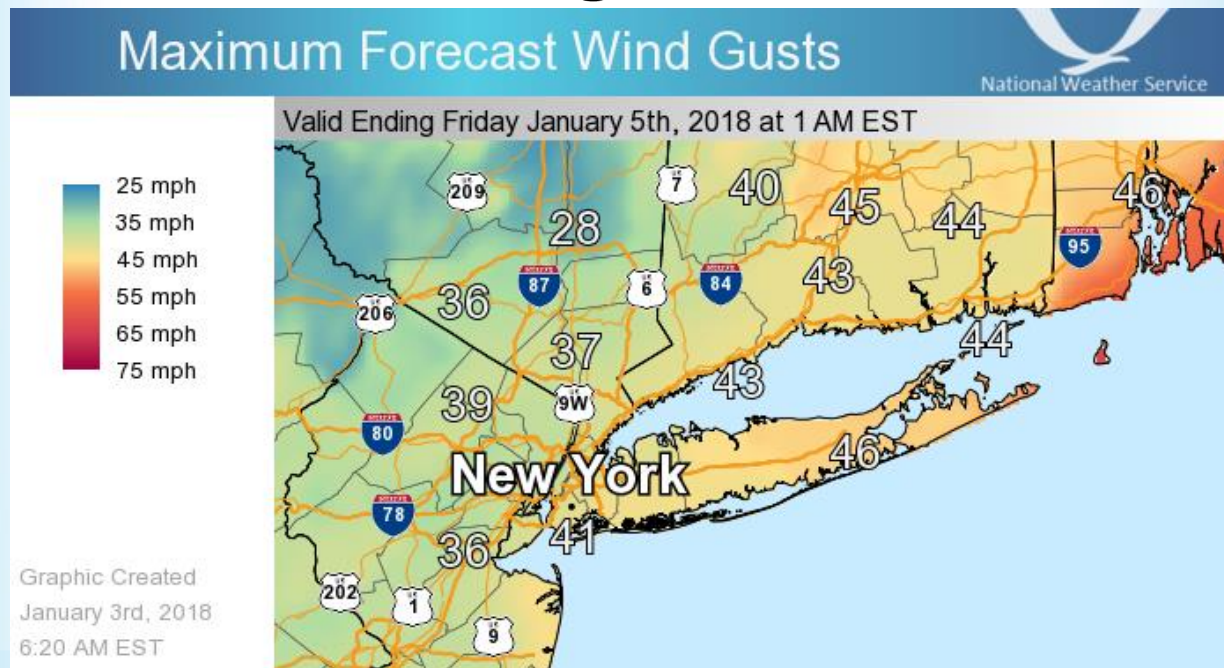 Maximum Forecast Wind Gusts
National Weather Service
Valid Ending Friday January 5th, 2018 at 1 AM EST
25 mph
35 mph
45 mph
55 mph
65 mph
75 mph
209
7
40
45
44
46
28
95
87
6
84
43
36
206
37
44
43
39
9W
80
46
New York
78
36
41
202
1
9
Graphic Created
January 3rd, 2018
6:20 AM EST